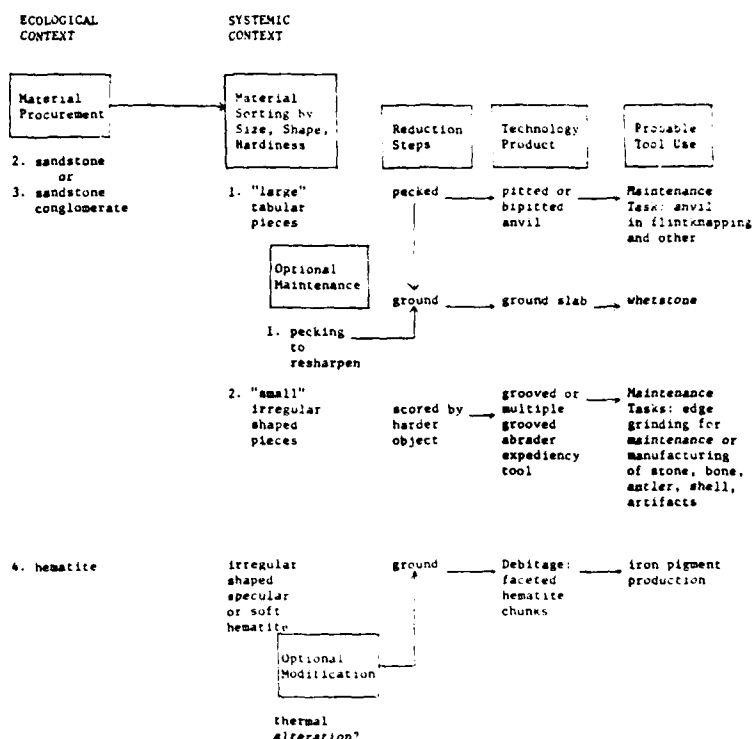 ECOLOGICAL CONTEXT
SYSTEMIC CONTEXT
Material Procurement
Material Sorting by Size, Shape, Hardiness
Reduction Steps
Technology Product
Probable Tool Use
2. sandstone
or
3. sandstone conglomerate
1. "large" tabular pieces
pecked
pitted or bipitted anvil
Maintenance Task: anvil in flintknapping and other
Optional Maintenance
ground
ground slab
whetstone
1. pecking to resharpen
2. "small" irregular shaped pieces
scored by harder object
grooved or multiple grooved abrader expediency tool
Maintenance Tasks: edge grinding for maintenance or manufacturing of stone, bone, antler, shell, artifacts
4. hematite
irregular shaped specular or soft hematite
ground
Debitage: faceted hematite chunks
iron pigment production
Optional Modification
thermal alteration?